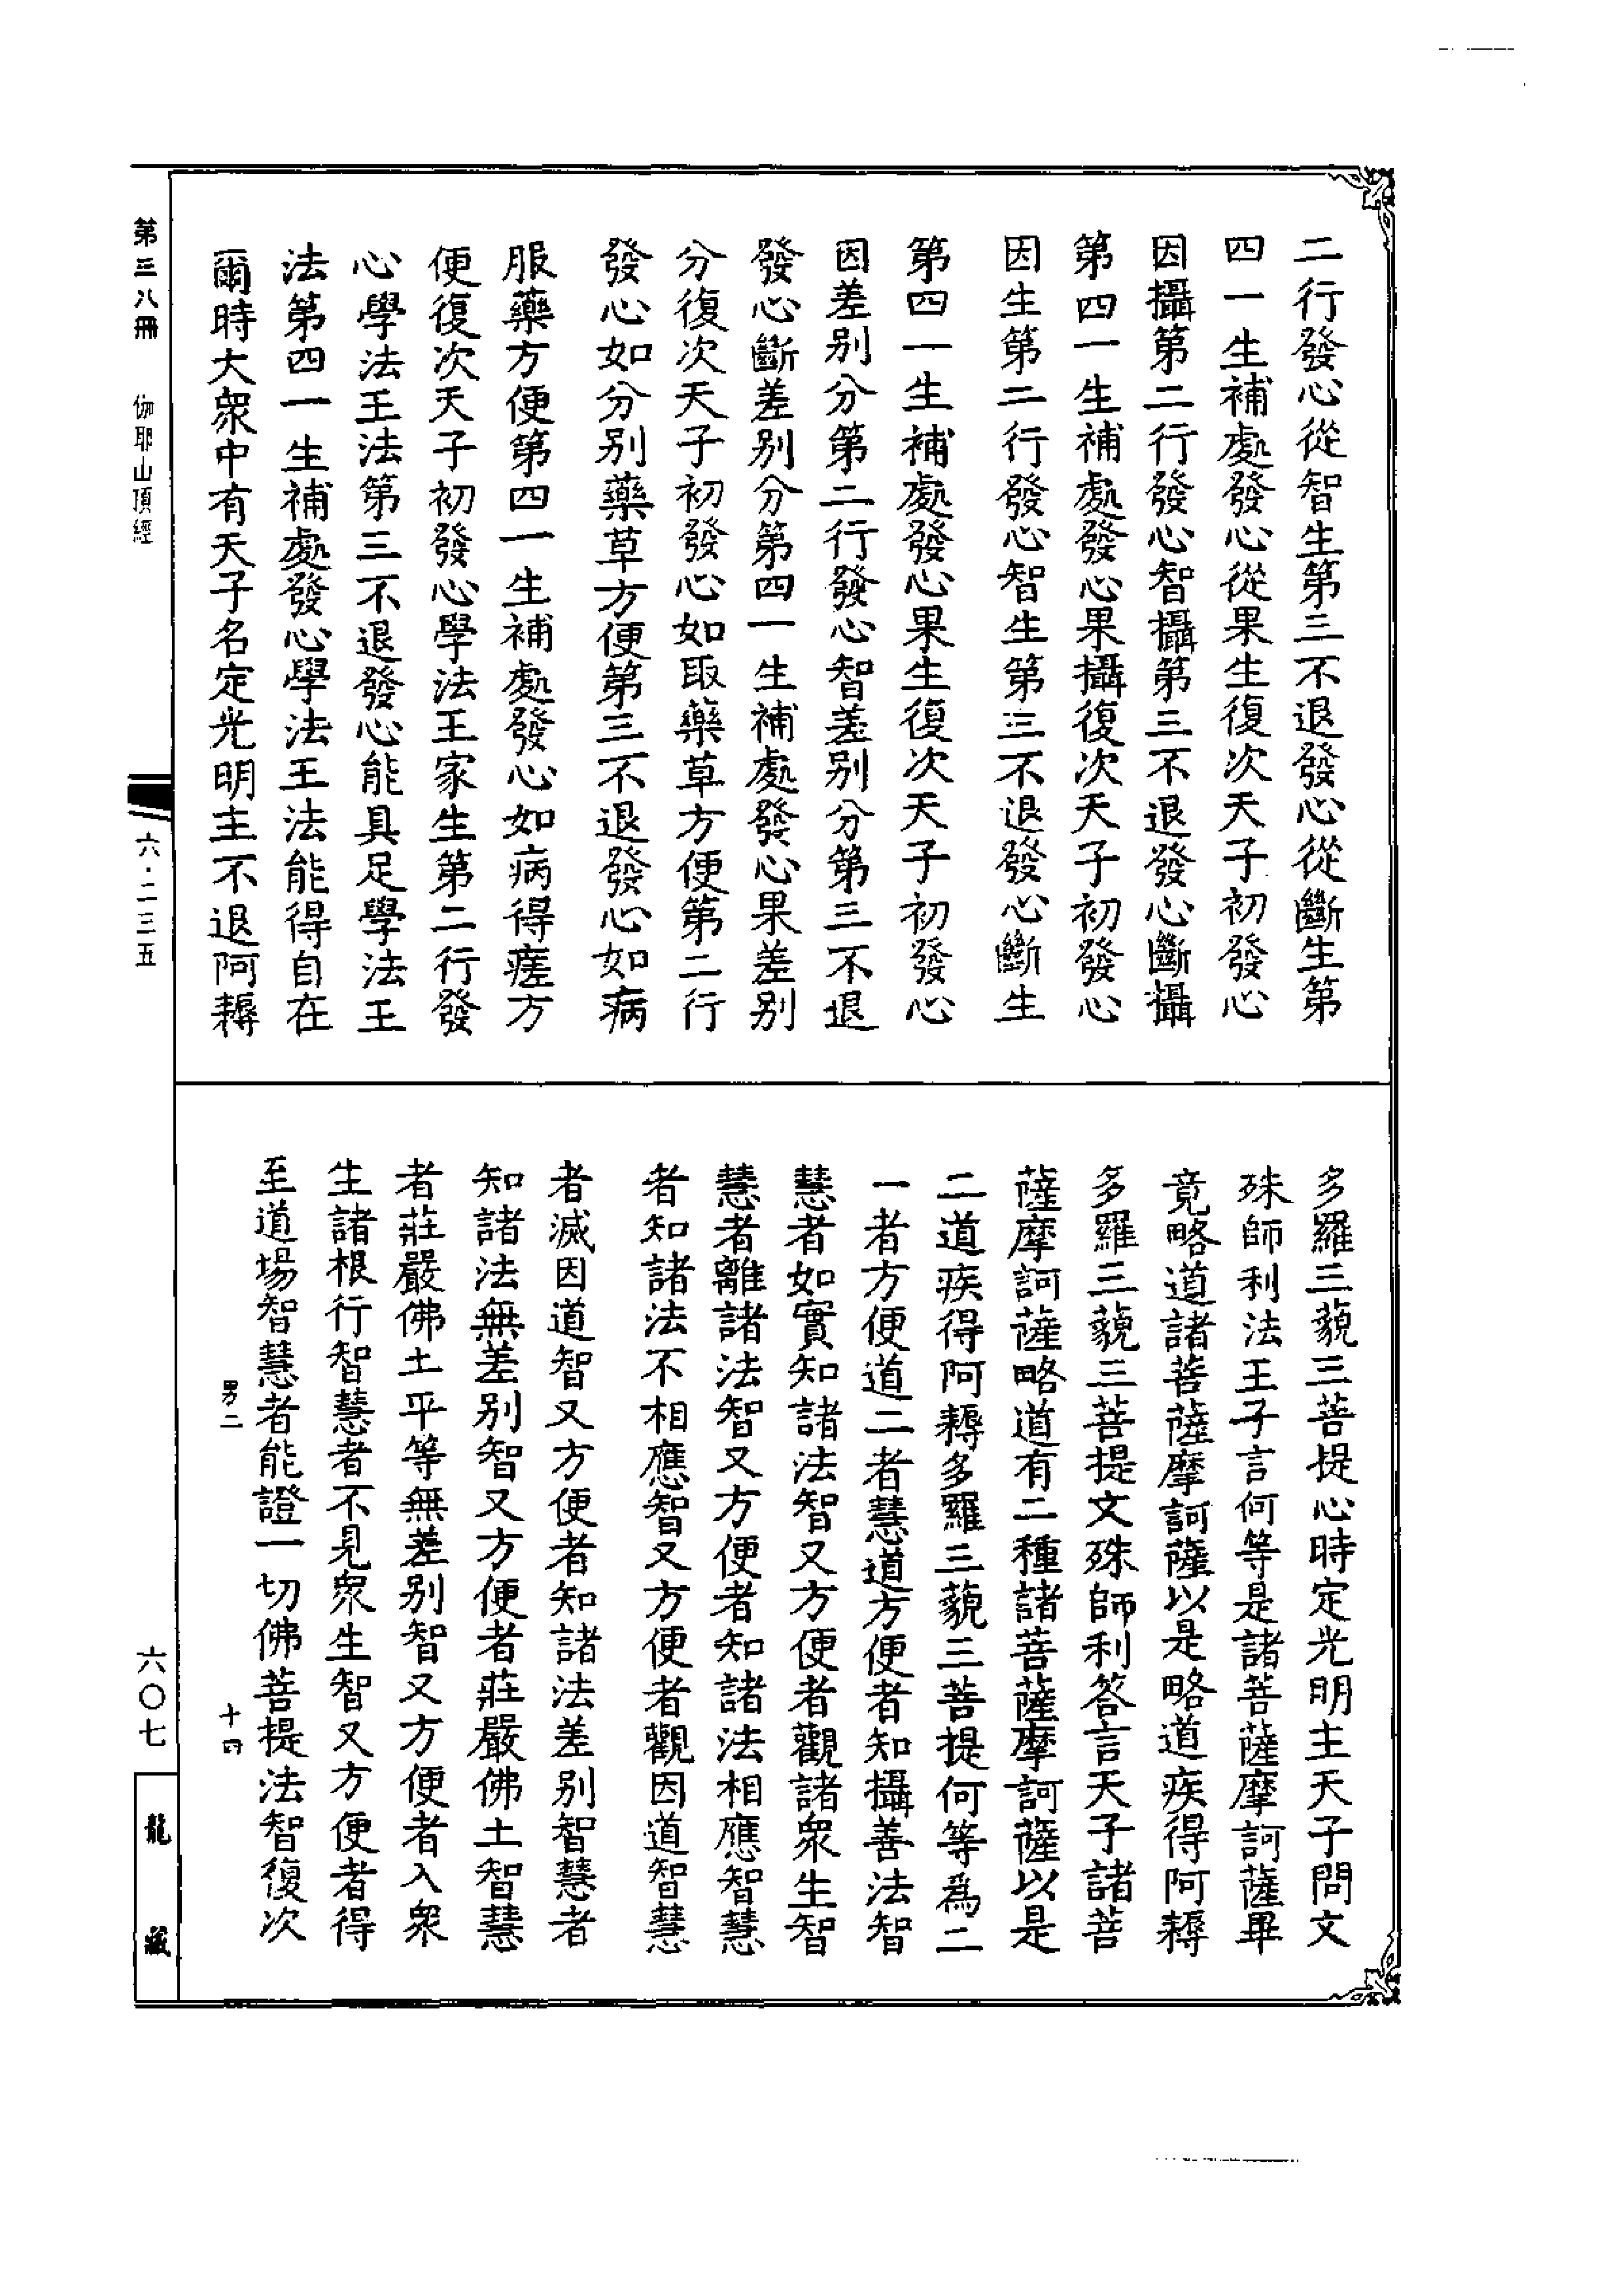 二行發心從智生第三不退發心從斷生第
四一生補處發心從果生復次天子初發心
因攝第二行發心智攝第三不退發心斷攝
第四一生補處發心果攝復次天子初發心
因生第二行發心智生第三不退發心斷生
第四一生補處發心果生復次天子初發心
因差別分第二行發心智差別分第三不退
發心斷差別分第四一生補處發心果差別
分復次天子初發心如取藥草方便第二行
發心如分別藥草方便第三不退發心如病
服藥方便第四一生補處發心如病得瘥方
便復次天子初發心學法王家生第二行發
心學法王法第三不退發心能具足學法王
法第四一生補處發心學法王法能得自在
爾時大眾中有天子名定光明主不退阿耨
多羅三藐三菩提心時定光明主天子問文
殊師利法王子言何等是諸菩薩摩訶薩畢
竟略道諸菩薩摩訶薩以是略道疾得阿耨
多羅三藐三菩提文殊師利答言天子諸菩
薩摩訶薩略道有二種諸菩薩摩訶薩以是
二道疾得阿耨多羅三藐三菩提何等為二
一者方便道二者慧道方便者知攝善法智
慧者如實知諸法智又方便者觀諸眾生智
慧者離諸法智又方便者知諸法相應智慧
者知諸法不相應智又方便者觀因道智慧
者滅因道智又方便者知諸法差別智慧者
知諸法無差別智又方便者莊嚴佛土智慧
者莊嚴佛土平等無差別智又方便者入眾
生諸根行智慧者不見眾生智又方便者得
至道場智慧者能證一切佛菩提法智復次
男二 十四
第三八冊 伽耶山頂經 六·二三五 六〇七 龍藏